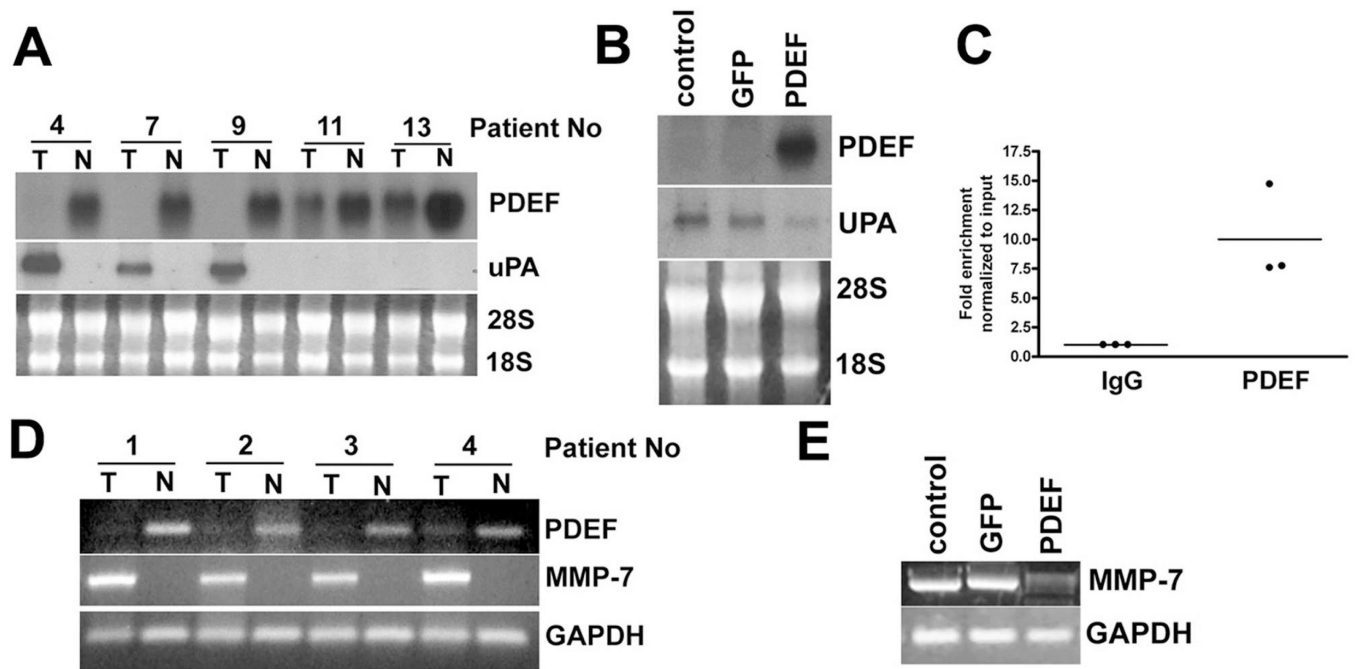 A
4 7 9 11 13 Patient No
T N T N T N T N T N
PDEF
uPA
28S
18S
B
control GFP PDEF
PDEF
UPA
28S
18S
C
Fold enrichment
normalized to input
17.5
15.0
12.5
10.0
7.5
5.0
2.5
0.0
IgG PDEF
D
1 2 3 4 Patient No
T N T N T N T N
PDEF
MMP-7
GAPDH
E
control GFP PDEF
MMP-7
GAPDH